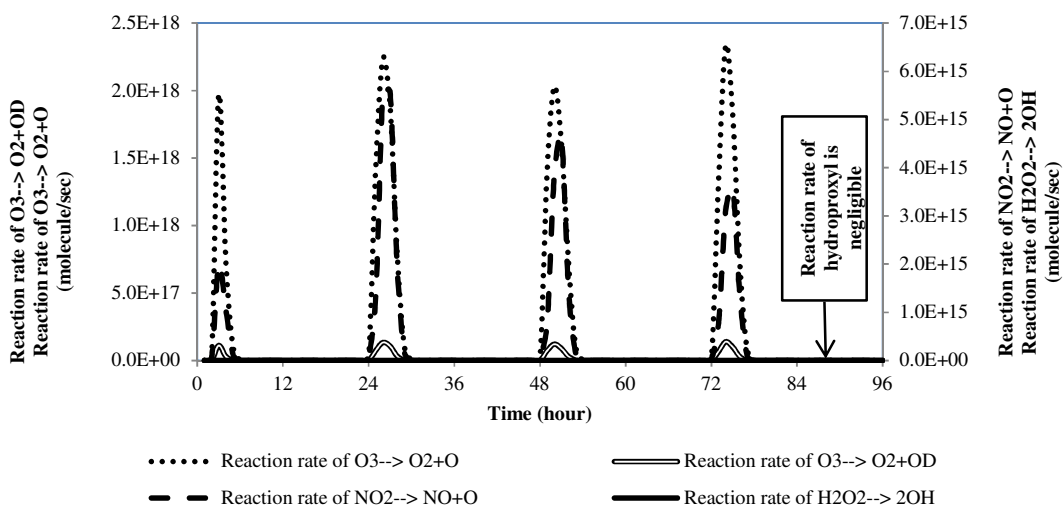 Reaction rate of O3--> O2+OD
Reaction rate of O3--> O2+O
(molecule/sec)
2.5E+18
2.0E+18
1.5E+18
1.0E+18
5.0E+17
0.0E+00
7.0E+15
6.0E+15
5.0E+15
4.0E+15
3.0E+15
2.0E+15
1.0E+15
0.0E+00
Reaction rate of NO2--> NO+O
Reaction rate of H2O2--> 2OH
(molecule/sec)
Reaction rate of
hydroproxyl is
negligible
0 12 24 36 48 60 72 84 96
Time (hour)
Reaction rate of O3--> O2+O
Reaction rate of O3--> O2+OD
Reaction rate of NO2--> NO+O
Reaction rate of H2O2--> 2OH